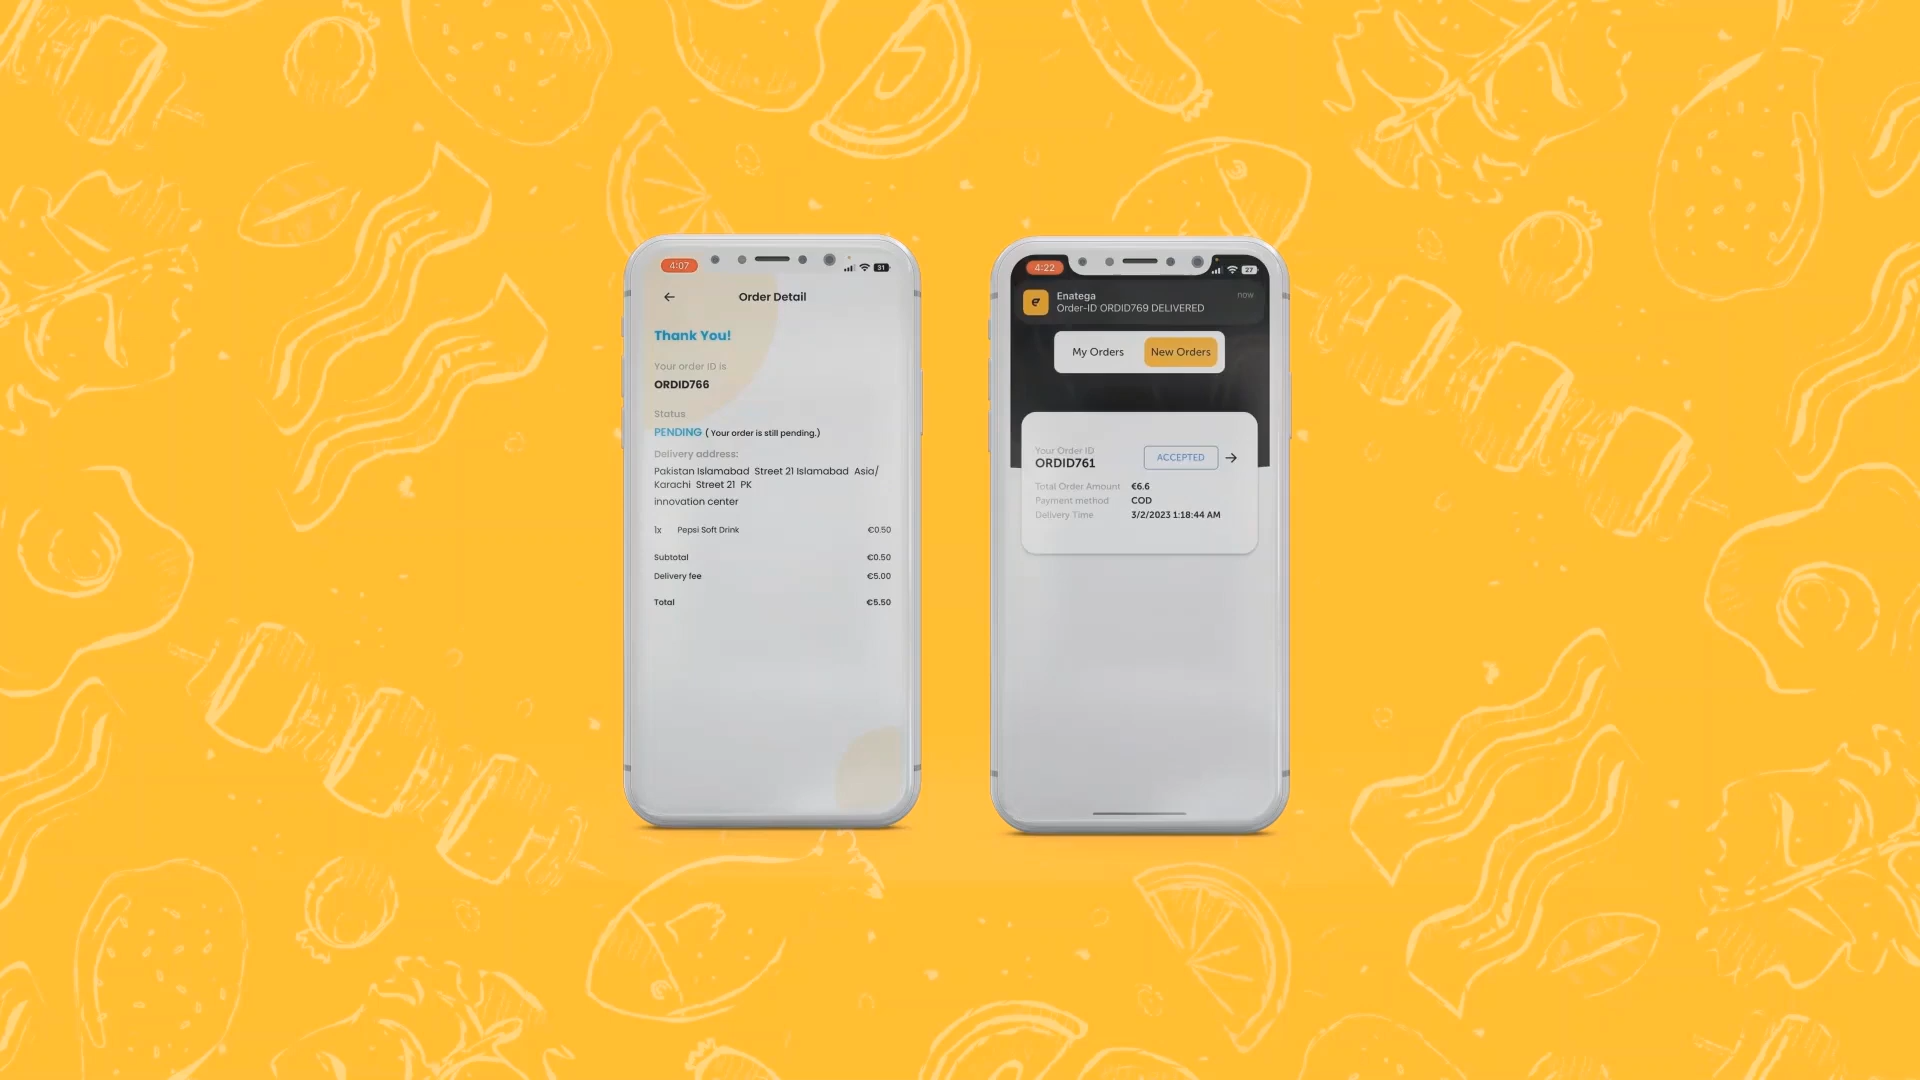 4:07
31
Order Detail
Thank You!
Your order ID is
ORDID766
Status
PENDING ( Your order is still pending.)
Delivery address:
Pakistan Islamabad Street 21 Islamabad Asia/
Karachi Street 21 PK
innovation center
1x Pepsi Soft Drink €0.50
Subtotal €0.50
Delivery fee €5.00
Total €5.50
4:22
27
Enatega now
Order-ID ORDID769 DELIVERED
My Orders New Orders
Your Order ID
ORDID761
ACCEPTED
Total Order Amount €6.6
Payment method COD
Delivery Time 3/2/2023 1:18:44 AM